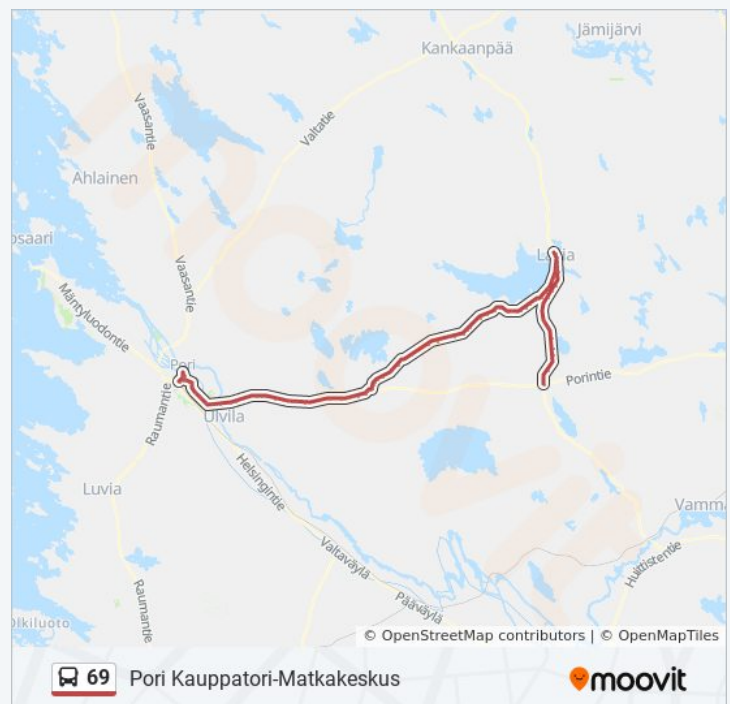 Jämijärvi
Kankaanpää
Vaasantie
Valtatie
Ahlainen
osaari
Vaasantie
Mäntyluodontie
Pori
Porintie
Raumantie
Ulvila
Helsingintie
Luvia
Vamma
Valtaväylä
Huittistentie
Pääväylä
Raumantie
Olkiluoto
© OpenStreetMap contributors | © OpenMapTiles
69 Pori Kauppatori-Matkakeskus
moovit